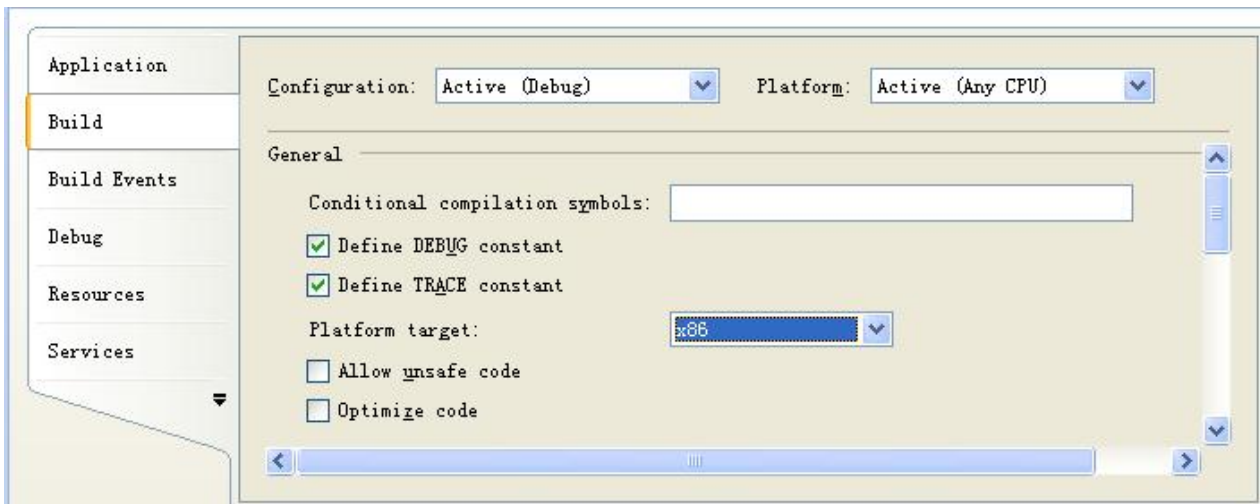 Application
Build
Build Events
Debug
Resources
Services
Configuration: Active (Debug) Platform: Active (Any CPU)
General
Conditional compilation symbols:
Define DEBUG constant
Define TRACE constant
Platform target: x86
Allow unsafe code
Optimize code